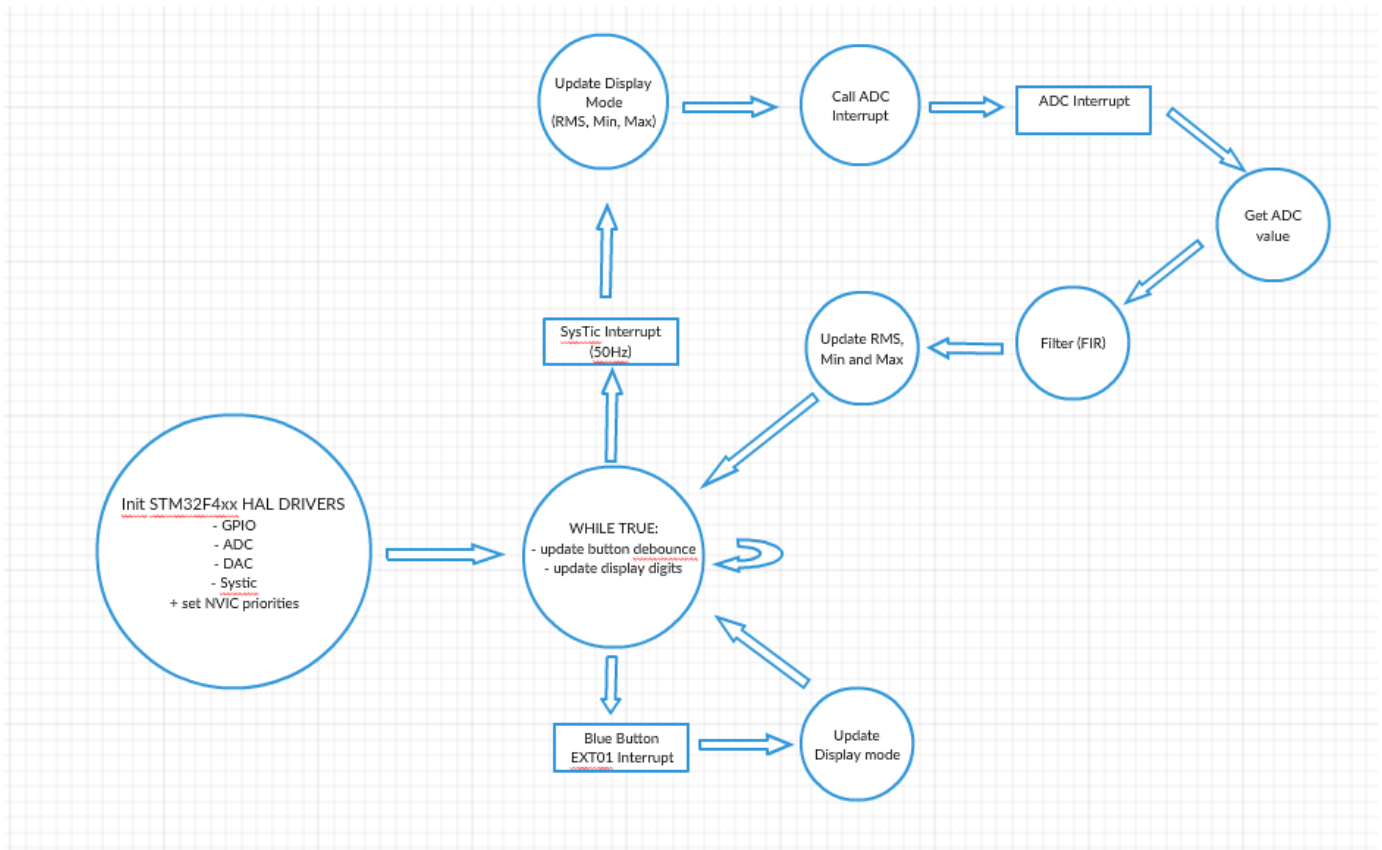 Update Display
Mode
(RMS, Min, Max)
Call ADC
Interrupt
ADC Interrupt
Get ADC
value
SysTic Interrupt
(50Hz)
Update RMS,
Min and Max
Filter (FIR)
Init STM32F4xx HAL DRIVERS
- GPIO
- ADC
- DAC
- Systic
+ set NVIC priorities
WHILE TRUE:
- update button debounce
- update display digits
Blue Button
EXT01 Interrupt
Update
Display mode